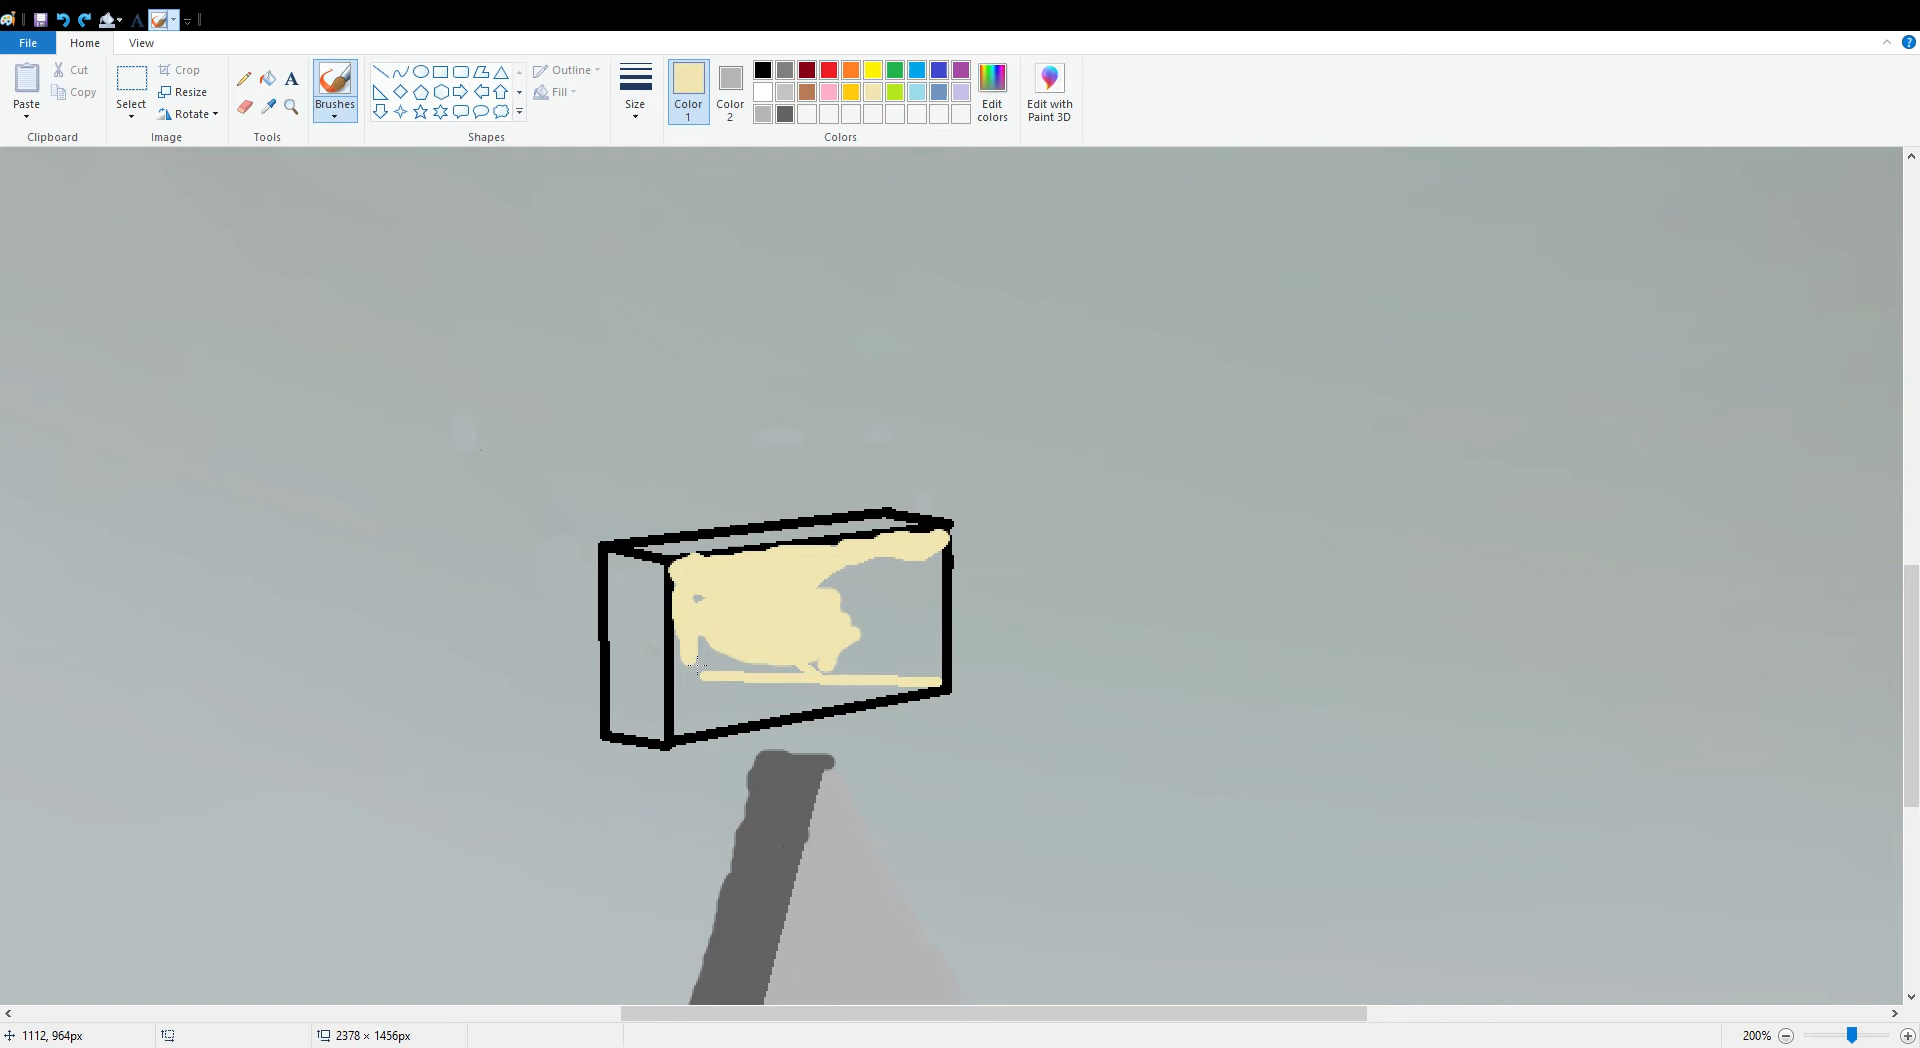 File Home View
Paste Cut Copy Clipboard
Select Crop Resize Rotate Image
A Tools
Brushes
Outline Fill Shapes
Size
Color 1 Color 2 Edit colors Colors
Edit with Paint 3D
1112, 964px 2378 × 1456px 200%